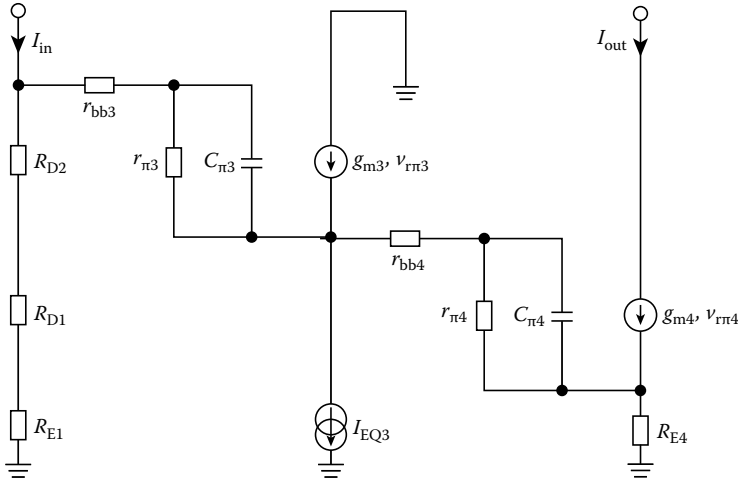 I_in
I_out
r_bb3
R_D2
r_π3
C_π3
g_m3, v_rπ3
r_bb4
R_D1
r_π4
C_π4
g_m4, v_rπ4
R_E1
I_EQ3
R_E4